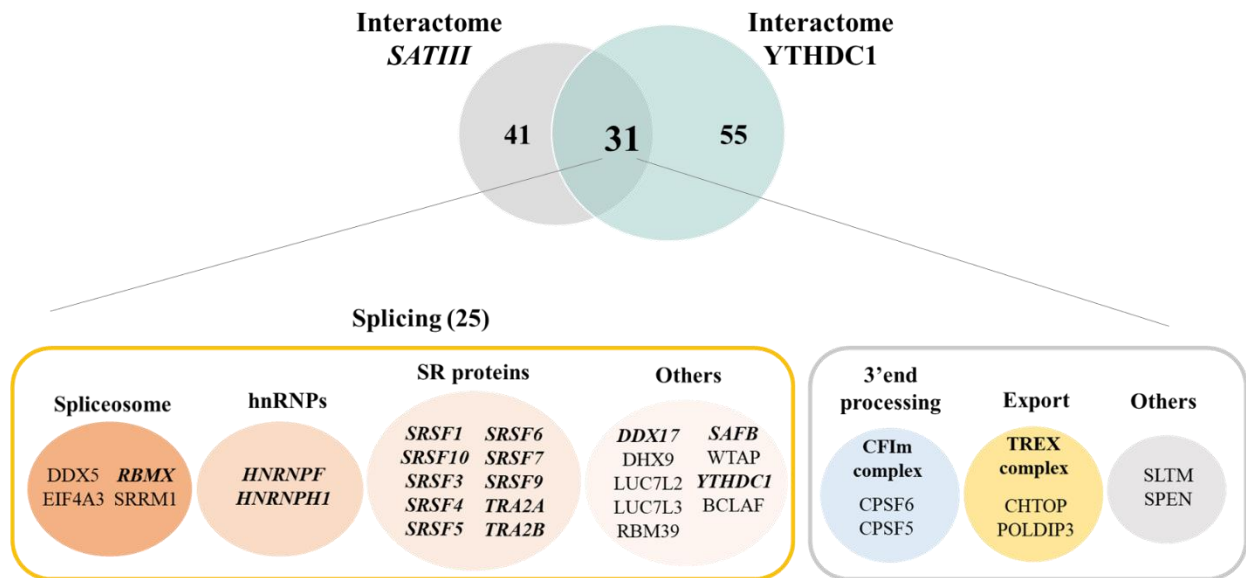 Interactome
SATIII
Interactome
YTHDC1
41
31
55
Splicing (25)
Spliceosome
DDX5 RBMX
EIF4A3 SRRM1
hnRNPs
HNRNPF
HNRNPH1
SR proteins
SRSF1 SRSF6
SRSF10 SRSF7
SRSF3 SRSF9
SRSF4 TRA2A
SRSF5 TRA2B
Others
DDX17 SAFB
DHX9 WTAP
LUC7L2 YTHDC1
LUC7L3 BCLAF
RBM39
3’end
processing
CFIm
complex
CPSF6
CPSF5
Export
TREX
complex
CHTOP
POLDIP3
Others
SLTM
SPEN